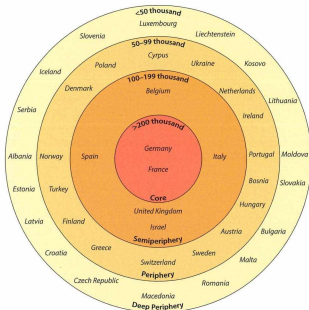 <50 thousand
Luxembourg
Slovenia
Liechtenstein
50–99 thousand
Cyrpus
Poland
Ukraine
Kosovo
Iceland
100–199 thousand
Denmark
Belgium
Netherlands
Lithuania
Serbia
Ireland
>200 thousand
Germany
Albania
Norway
Spain
Italy
Portugal
Moldova
France
Estonia
Turkey
Bosnia
Slovakia
Core
Hungary
United Kingdom
Latvia
Finland
Israel
Austria
Bulgaria
Semiperiphery
Croatia
Greece
Sweden
Switzerland
Malta
Periphery
Czech Republic
Romania
Macedonia
Deep Periphery